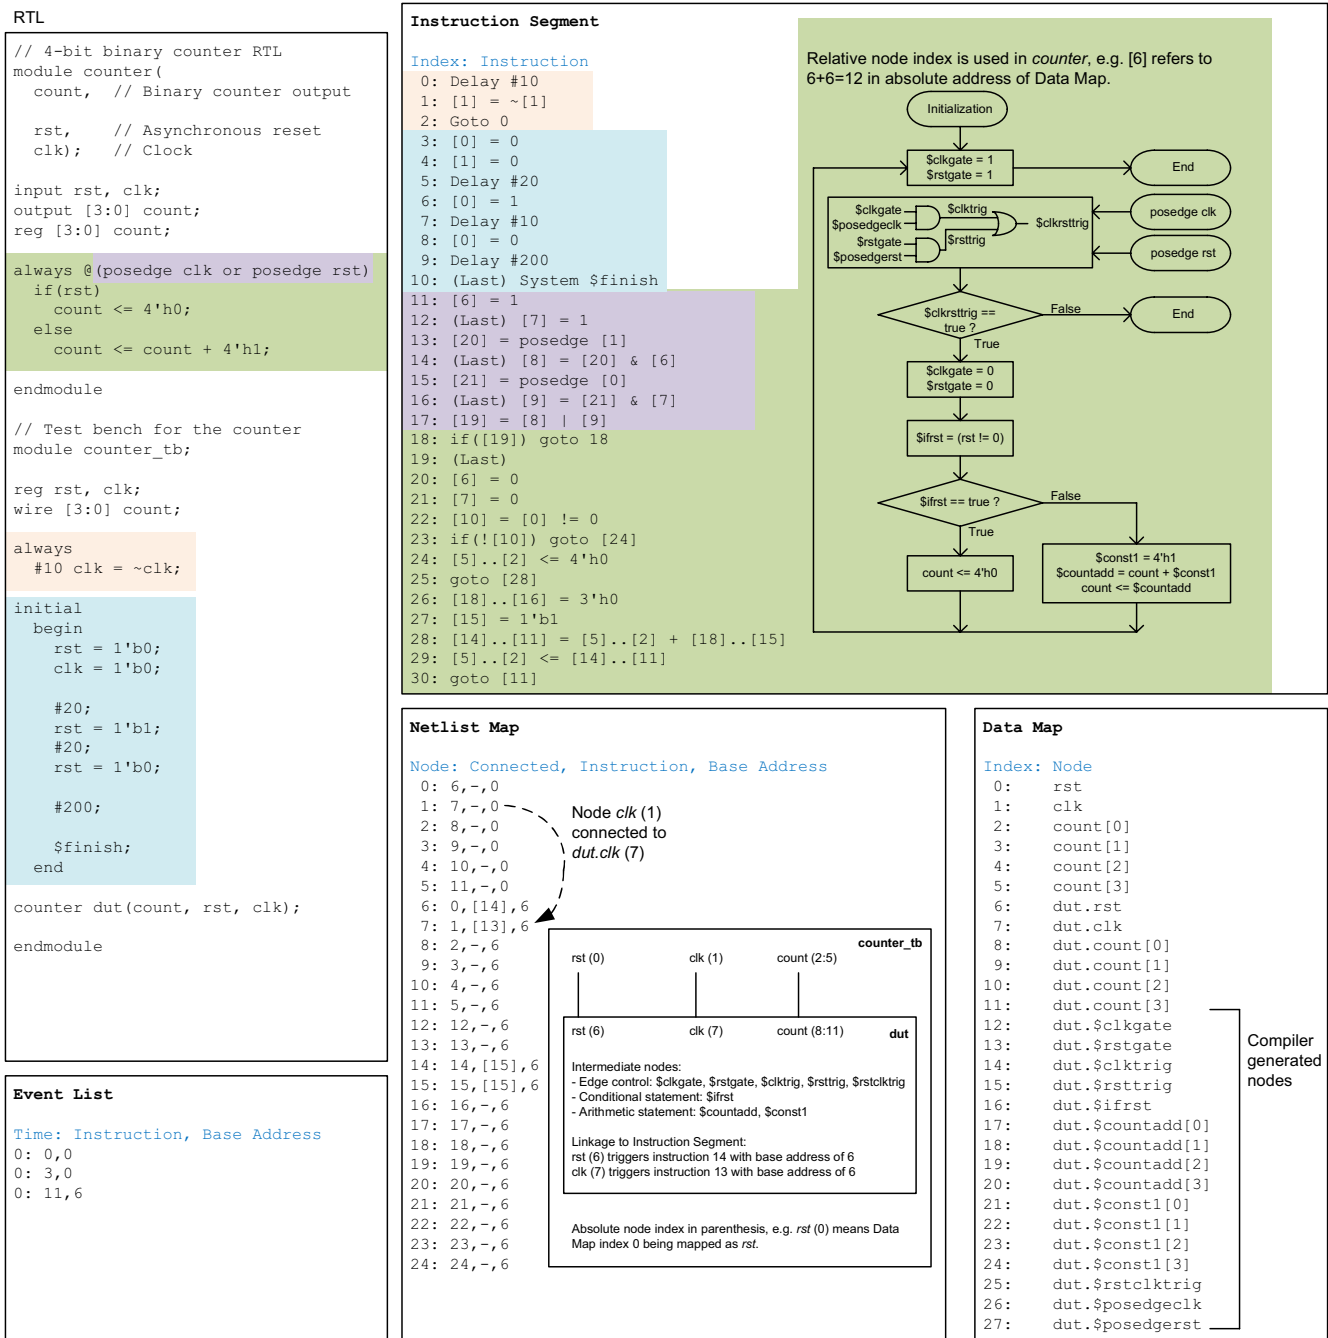 RTL
// 4-bit binary counter RTL
module counter(
count, // Binary counter output
rst, // Asynchronous reset
clk); // Clock
input rst, clk;
output [3:0] count;
reg [3:0] count;
always @(posedge clk or posedge rst)
if(rst)
count <= 4'h0;
else
count <= count + 4'h1;
endmodule
// Test bench for the counter
module counter_tb;
reg rst, clk;
wire [3:0] count;
always
#10 clk = ~clk;
initial
begin
rst = 1'b0;
clk = 1'b0;
#20;
rst = 1'b1;
#20;
rst = 1'b0;
#200;
$finish;
end
counter dut(count, rst, clk);
endmodule
Event List
Time: Instruction, Base Address
0: 0,0
0: 3,0
0: 11,6
Instruction Segment
Index: Instruction
0: Delay #10
1: [1] = ~[1]
2: Goto 0
3: [0] = 0
4: [1] = 0
5: Delay #20
6: [0] = 1
7: Delay #10
8: [0] = 0
9: Delay #200
10: (Last) System $finish
11: [6] = 1
12: (Last) [7] = 1
13: [20] = posedge [1]
14: (Last) [8] = [20] & [6]
15: [21] = posedge [0]
16: (Last) [9] = [21] & [7]
17: [19] = [8] | [9]
18: if([19]) goto 18
19: (Last)
20: [6] = 0
21: [7] = 0
22: [10] = [0] != 0
23: if(![10]) goto [24]
24: [5]..[2] <= 4'h0
25: goto [28]
26: [18]..[16] = 3'h0
27: [15] = 1'b1
28: [14]..[11] = [5]..[2] + [18]..[15]
29: [5]..[2] <= [14]..[11]
30: goto [11]
Relative node index is used in counter, e.g. [6] refers to
6+6=12 in absolute address of Data Map.
Initialization
$clkgate = 1
$rstgate = 1
End
$clkgate
$posedgeclk
$rstgate
$posedgerst
$clktrig
$rsttrig
$clkrsttrig
posedge clk
posedge rst
$clkrsttrig ==
true ?
False
End
True
$clkgate = 0
$rstgate = 0
$ifrst = (rst != 0)
$ifrst == true ?
False
True
count <= 4'h0
$const1 = 4'h1
$countadd = count + $const1
count <= $countadd
Netlist Map
Node: Connected, Instruction, Base Address
0: 6,-,0
1: 7,-,0
2: 8,-,0
3: 9,-,0
4: 10,-,0
5: 11,-,0
6: 0,[14],6
7: 1,[13],6
8: 2,-,6
9: 3,-,6
10: 4,-,6
11: 5,-,6
12: 12,-,6
13: 13,-,6
14: 14,[15],6
15: 15,[15],6
16: 16,-,6
17: 17,-,6
18: 18,-,6
19: 19,-,6
20: 20,-,6
21: 21,-,6
22: 22,-,6
23: 23,-,6
24: 24,-,6
Node clk (1)
connected to
dut.clk (7)
counter_tb
rst (0) clk (1) count (2:5)
rst (6) clk (7) count (8:11) dut
Intermediate nodes:
- Edge control: $clkgate, $rstgate, $clktrig, $rsttrig, $rstclktrig
- Conditional statement: $ifrst
- Arithmetic statement: $countadd, $const1
Linkage to Instruction Segment:
rst (6) triggers instruction 14 with base address of 6
clk (7) triggers instruction 13 with base address of 6
Absolute node index in parenthesis, e.g. rst (0) means Data
Map index 0 being mapped as rst.
Data Map
Index: Node
0: rst
1: clk
2: count[0]
3: count[1]
4: count[2]
5: count[3]
6: dut.rst
7: dut.clk
8: dut.count[0]
9: dut.count[1]
10: dut.count[2]
11: dut.count[3]
12: dut.$clkgate
13: dut.$rstgate
14: dut.$clktrig
15: dut.$rsttrig
16: dut.$ifrst
17: dut.$countadd[0]
18: dut.$countadd[1]
19: dut.$countadd[2]
20: dut.$countadd[3]
21: dut.$const1[0]
22: dut.$const1[1]
23: dut.$const1[2]
24: dut.$const1[3]
25: dut.$rstclktrig
26: dut.$posedgeclk
27: dut.$posedgerst
Compiler
generated
nodes